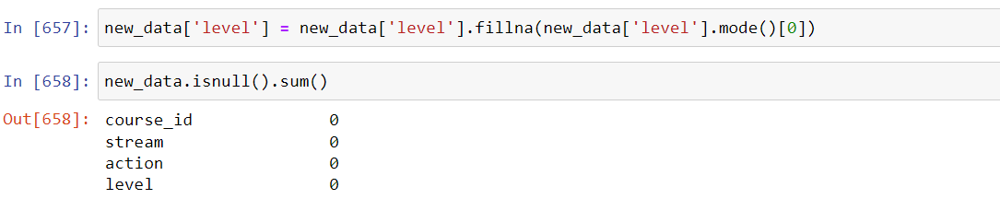 In [657]: new_data['level'] = new_data['level'].fillna(new_data['level'].mode()[0])
In [658]: new_data.isnull().sum()
Out[658]: course_id 0
stream 0
action 0
level 0